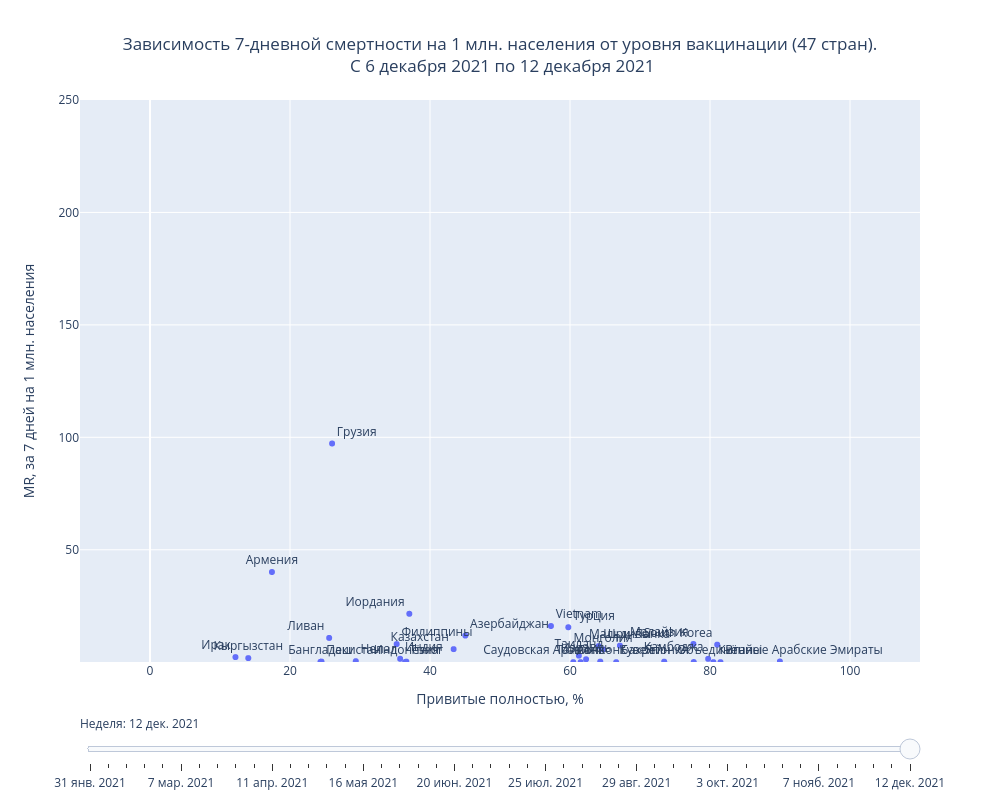 Зависимость 7-дневной смертности на 1 млн. населения от уровня вакцинации (47 стран).
С 6 декабря 2021 по 12 декабря 2021
250
200
150
100
50
MR, за 7 дней на 1 млн. населения
Грузия
Армения
Иордания
Vietnam
Турция
Азербайджан
Ливан
Филиппины
Казахстан
Монголия
Малайзия
Korea
Ирак
Кыргызстан
Индия
Бангладеш
Саудовская
Камбоджа
Арабские Эмираты
0
20
40
60
80
100
Привитые полностью, %
Неделя: 12 дек. 2021
31 янв. 2021
7 мар. 2021
11 апр. 2021
16 мая 2021
20 июн. 2021
25 июл. 2021
29 авг. 2021
3 окт. 2021
7 нояб. 2021
12 дек. 2021